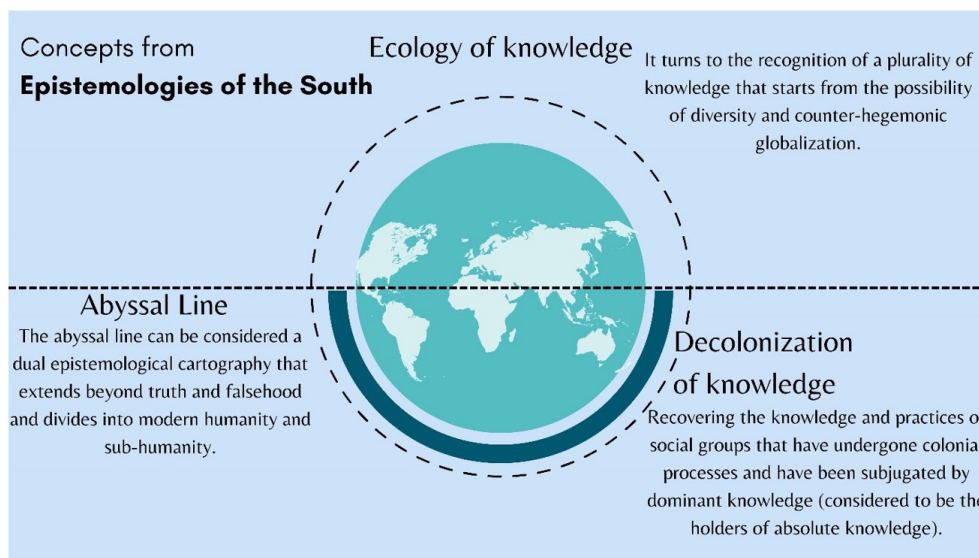 Concepts from
Epistemologies of the South
Ecology of knowledge
It turns to the recognition of a plurality of
knowledge that starts from the possibility
of diversity and counter-hegemonic
globalization.
Abyssal Line
The abyssal line can be considered a
dual epistemological cartography that
extends beyond truth and falsehood
and divides into modern humanity and
sub-humanity.
Decolonization
of knowledge
Recovering the knowledge and practices o
social groups that have undergone colonia
processes and have been subjugated by
dominant knowledge (considered to be the
holders of absolute knowledge).